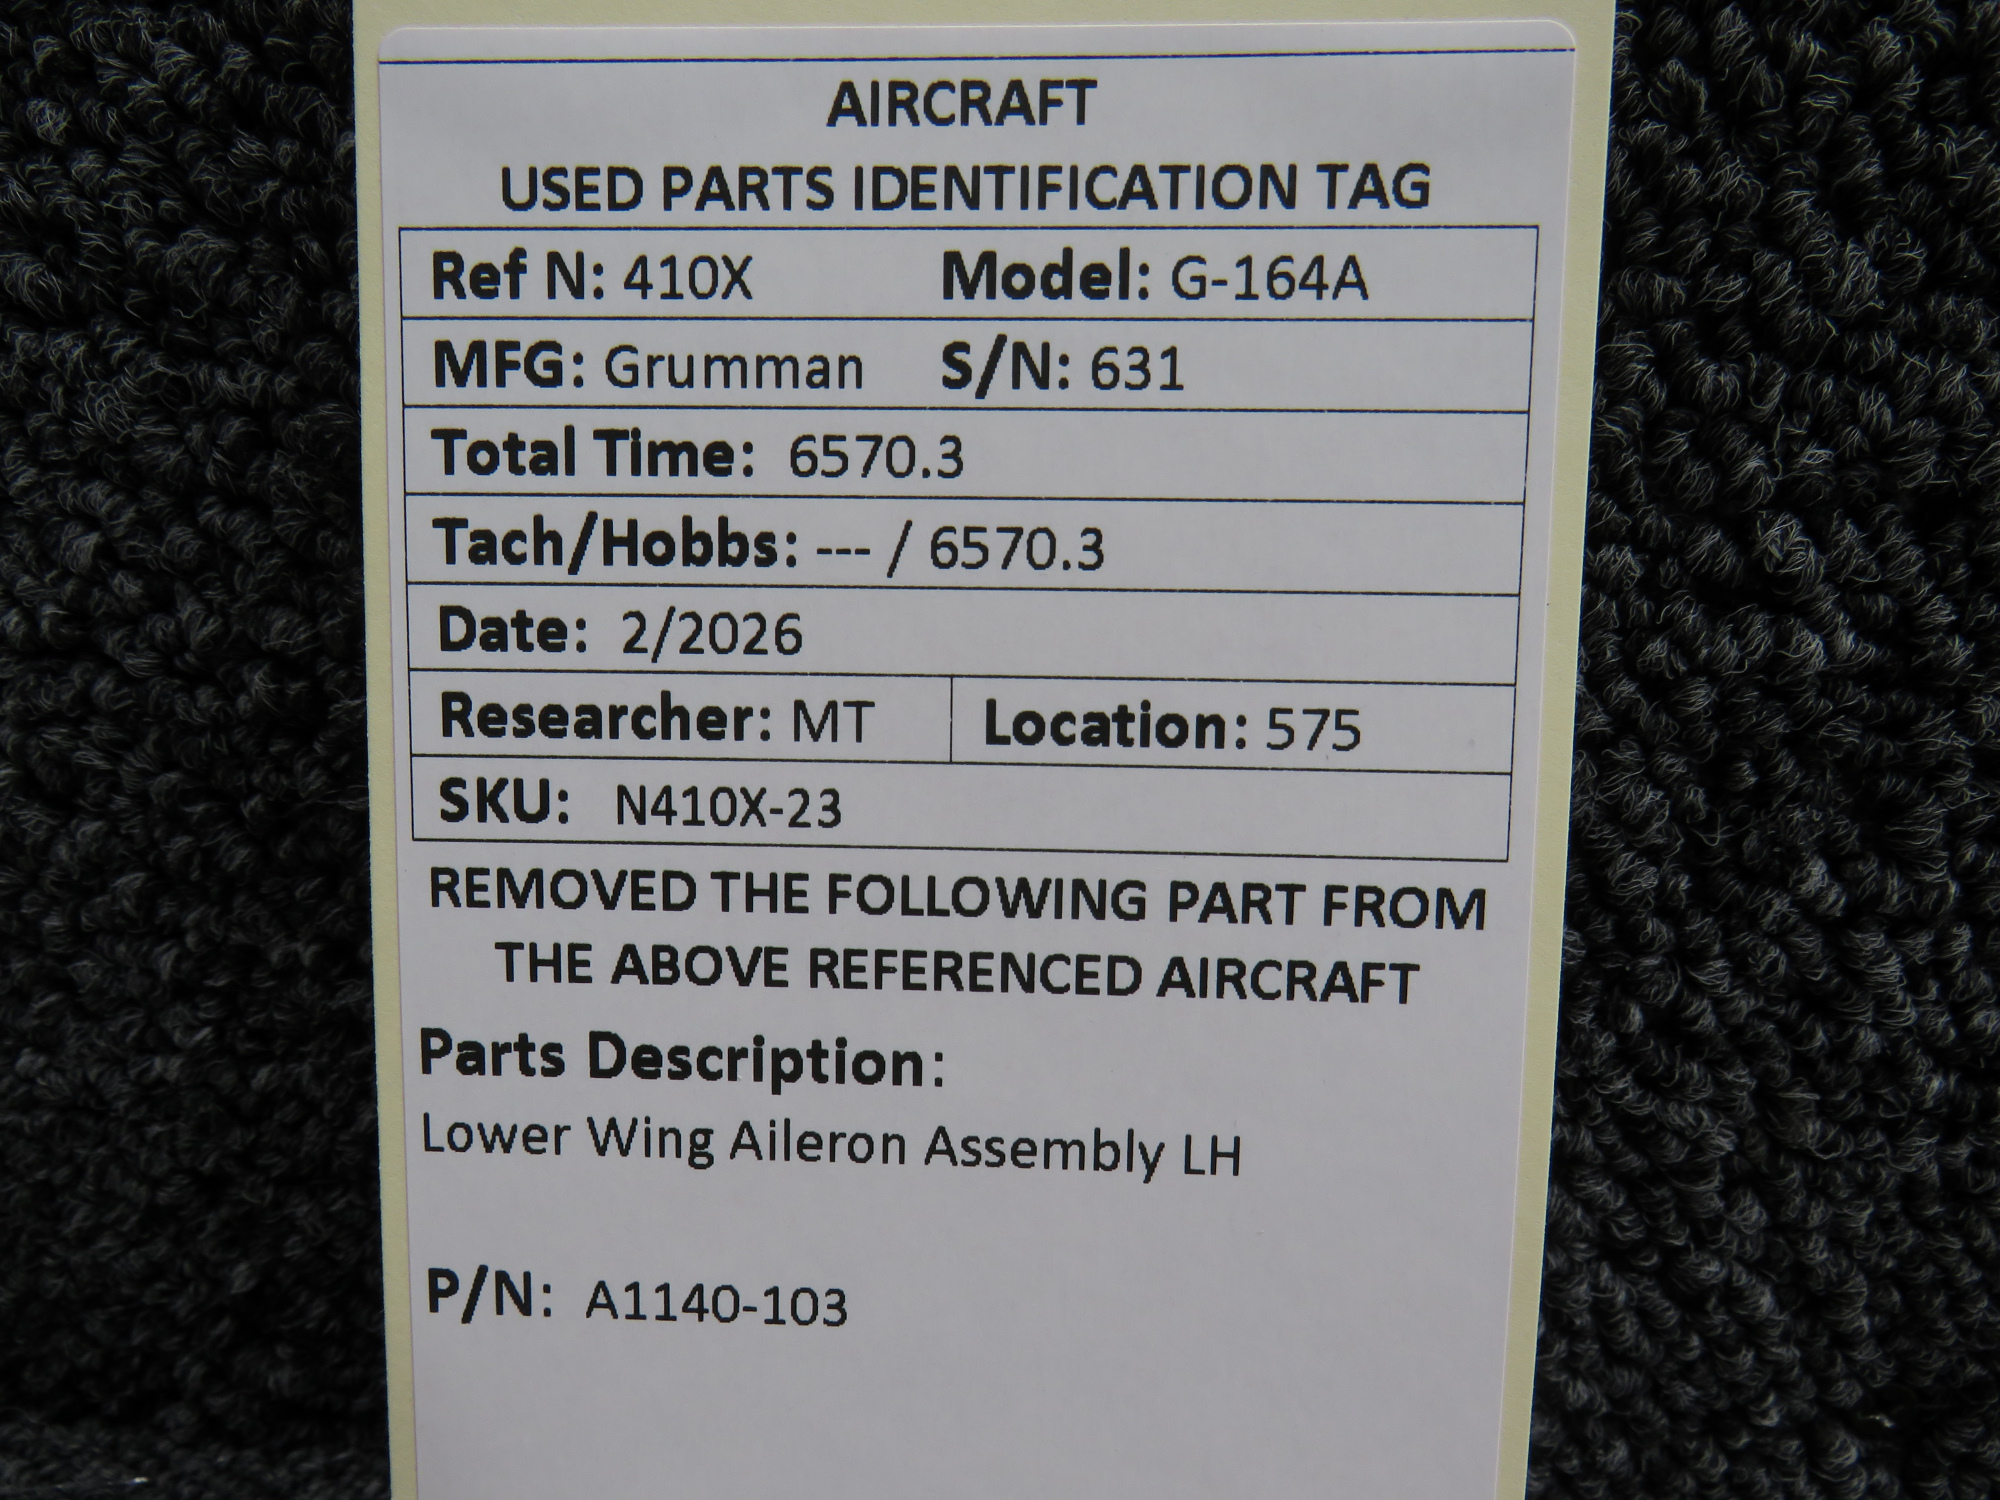 AIRCRAFT
USED PARTS IDENTIFICATION TAG
Ref N: 410X Model: G-164A
MFG: Grumman S/N: 631
Total Time: 6570.3
Tach/Hobbs: --- / 6570.3
Date: 2/2026
Researcher: MT Location: 575
SKU: N410X-23
REMOVED THE FOLLOWING PART FROM
THE ABOVE REFERENCED AIRCRAFT
Parts Description:
Lower Wing Aileron Assembly LH
P/N: A1140-103